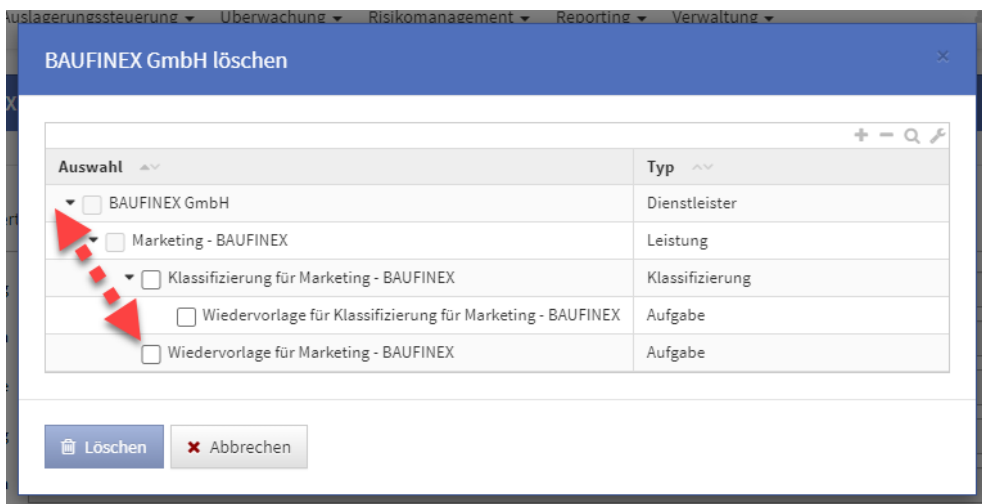 Auslagerungssteuerung Überwachung Risikomanagement Reporting Verwaltung
BAUFINEX GmbH löschen
Auswahl Typ
BAUFINEX GmbH Dienstleister
Marketing - BAUFINEX Leistung
Klassifizierung für Marketing - BAUFINEX Klassifizierung
Wiedervorlage für Klassifizierung für Marketing - BAUFINEX Aufgabe
Wiedervorlage für Marketing - BAUFINEX Aufgabe
Löschen Abbrechen